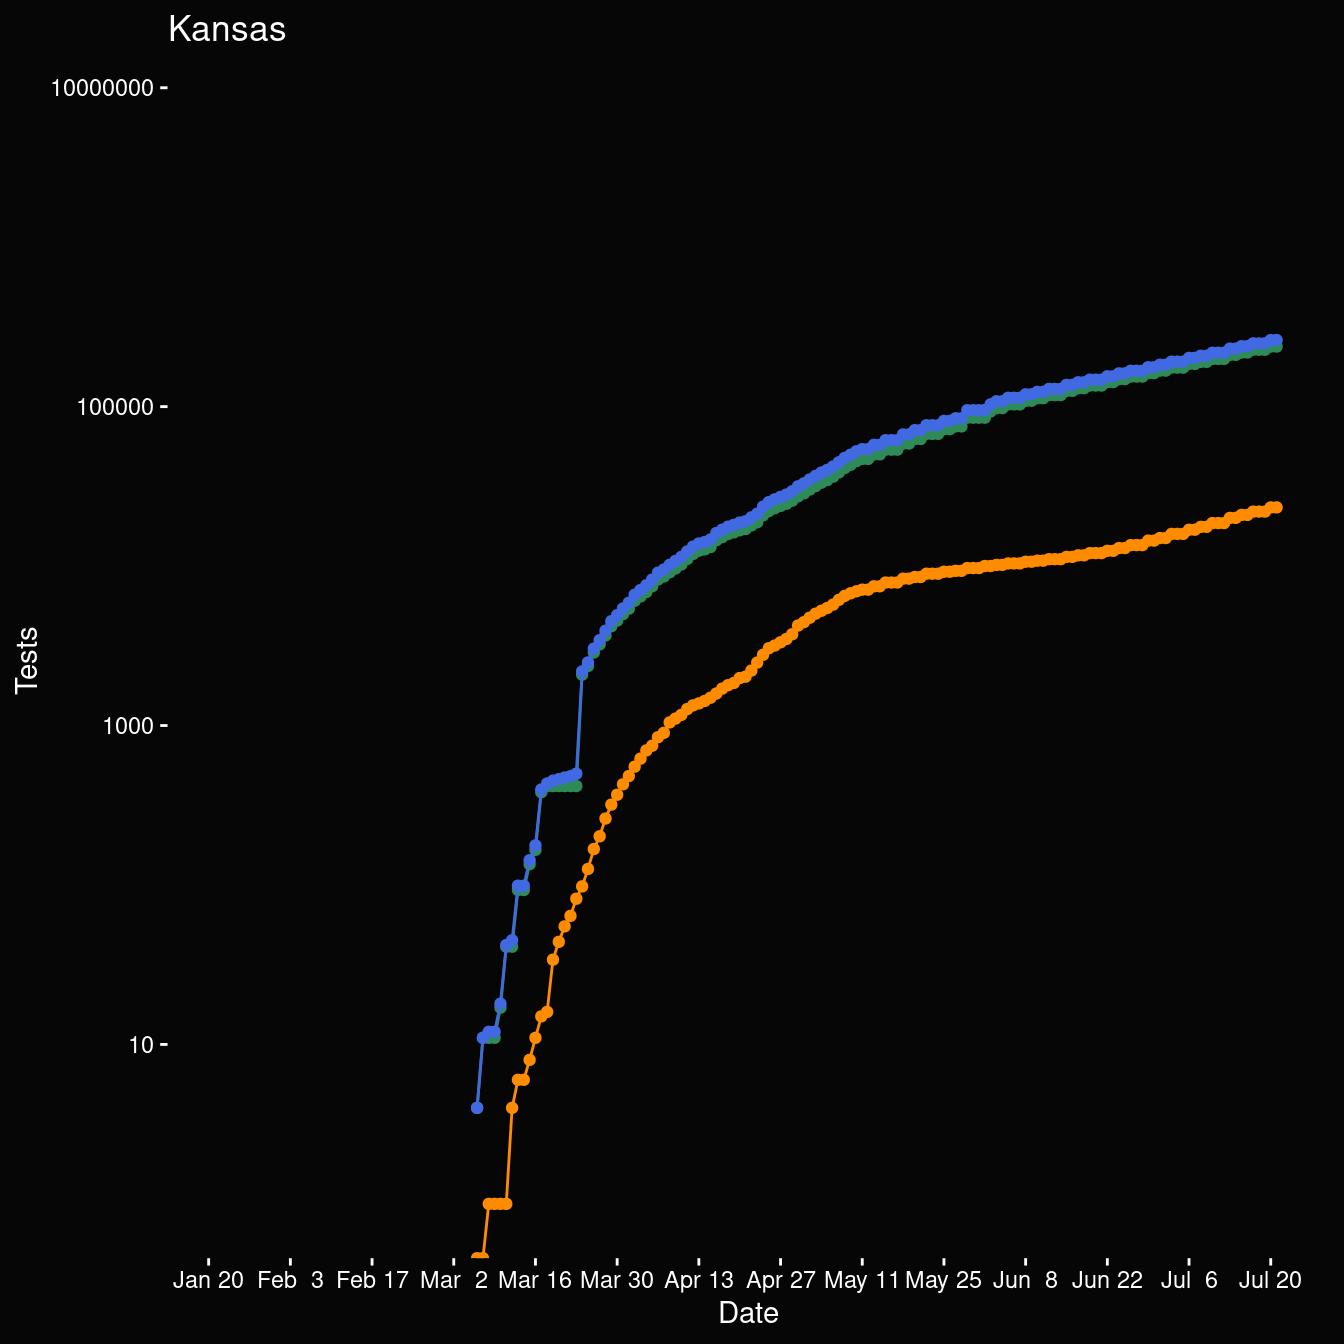 Kansas
10000000
100000
1000
10
Tests
Jan 20 Feb  3 Feb 17 Mar  2 Mar 16 Mar 30 Apr 13 Apr 27 May 11 May 25 Jun  8 Jun 22 Jul  6 Jul 20
Date